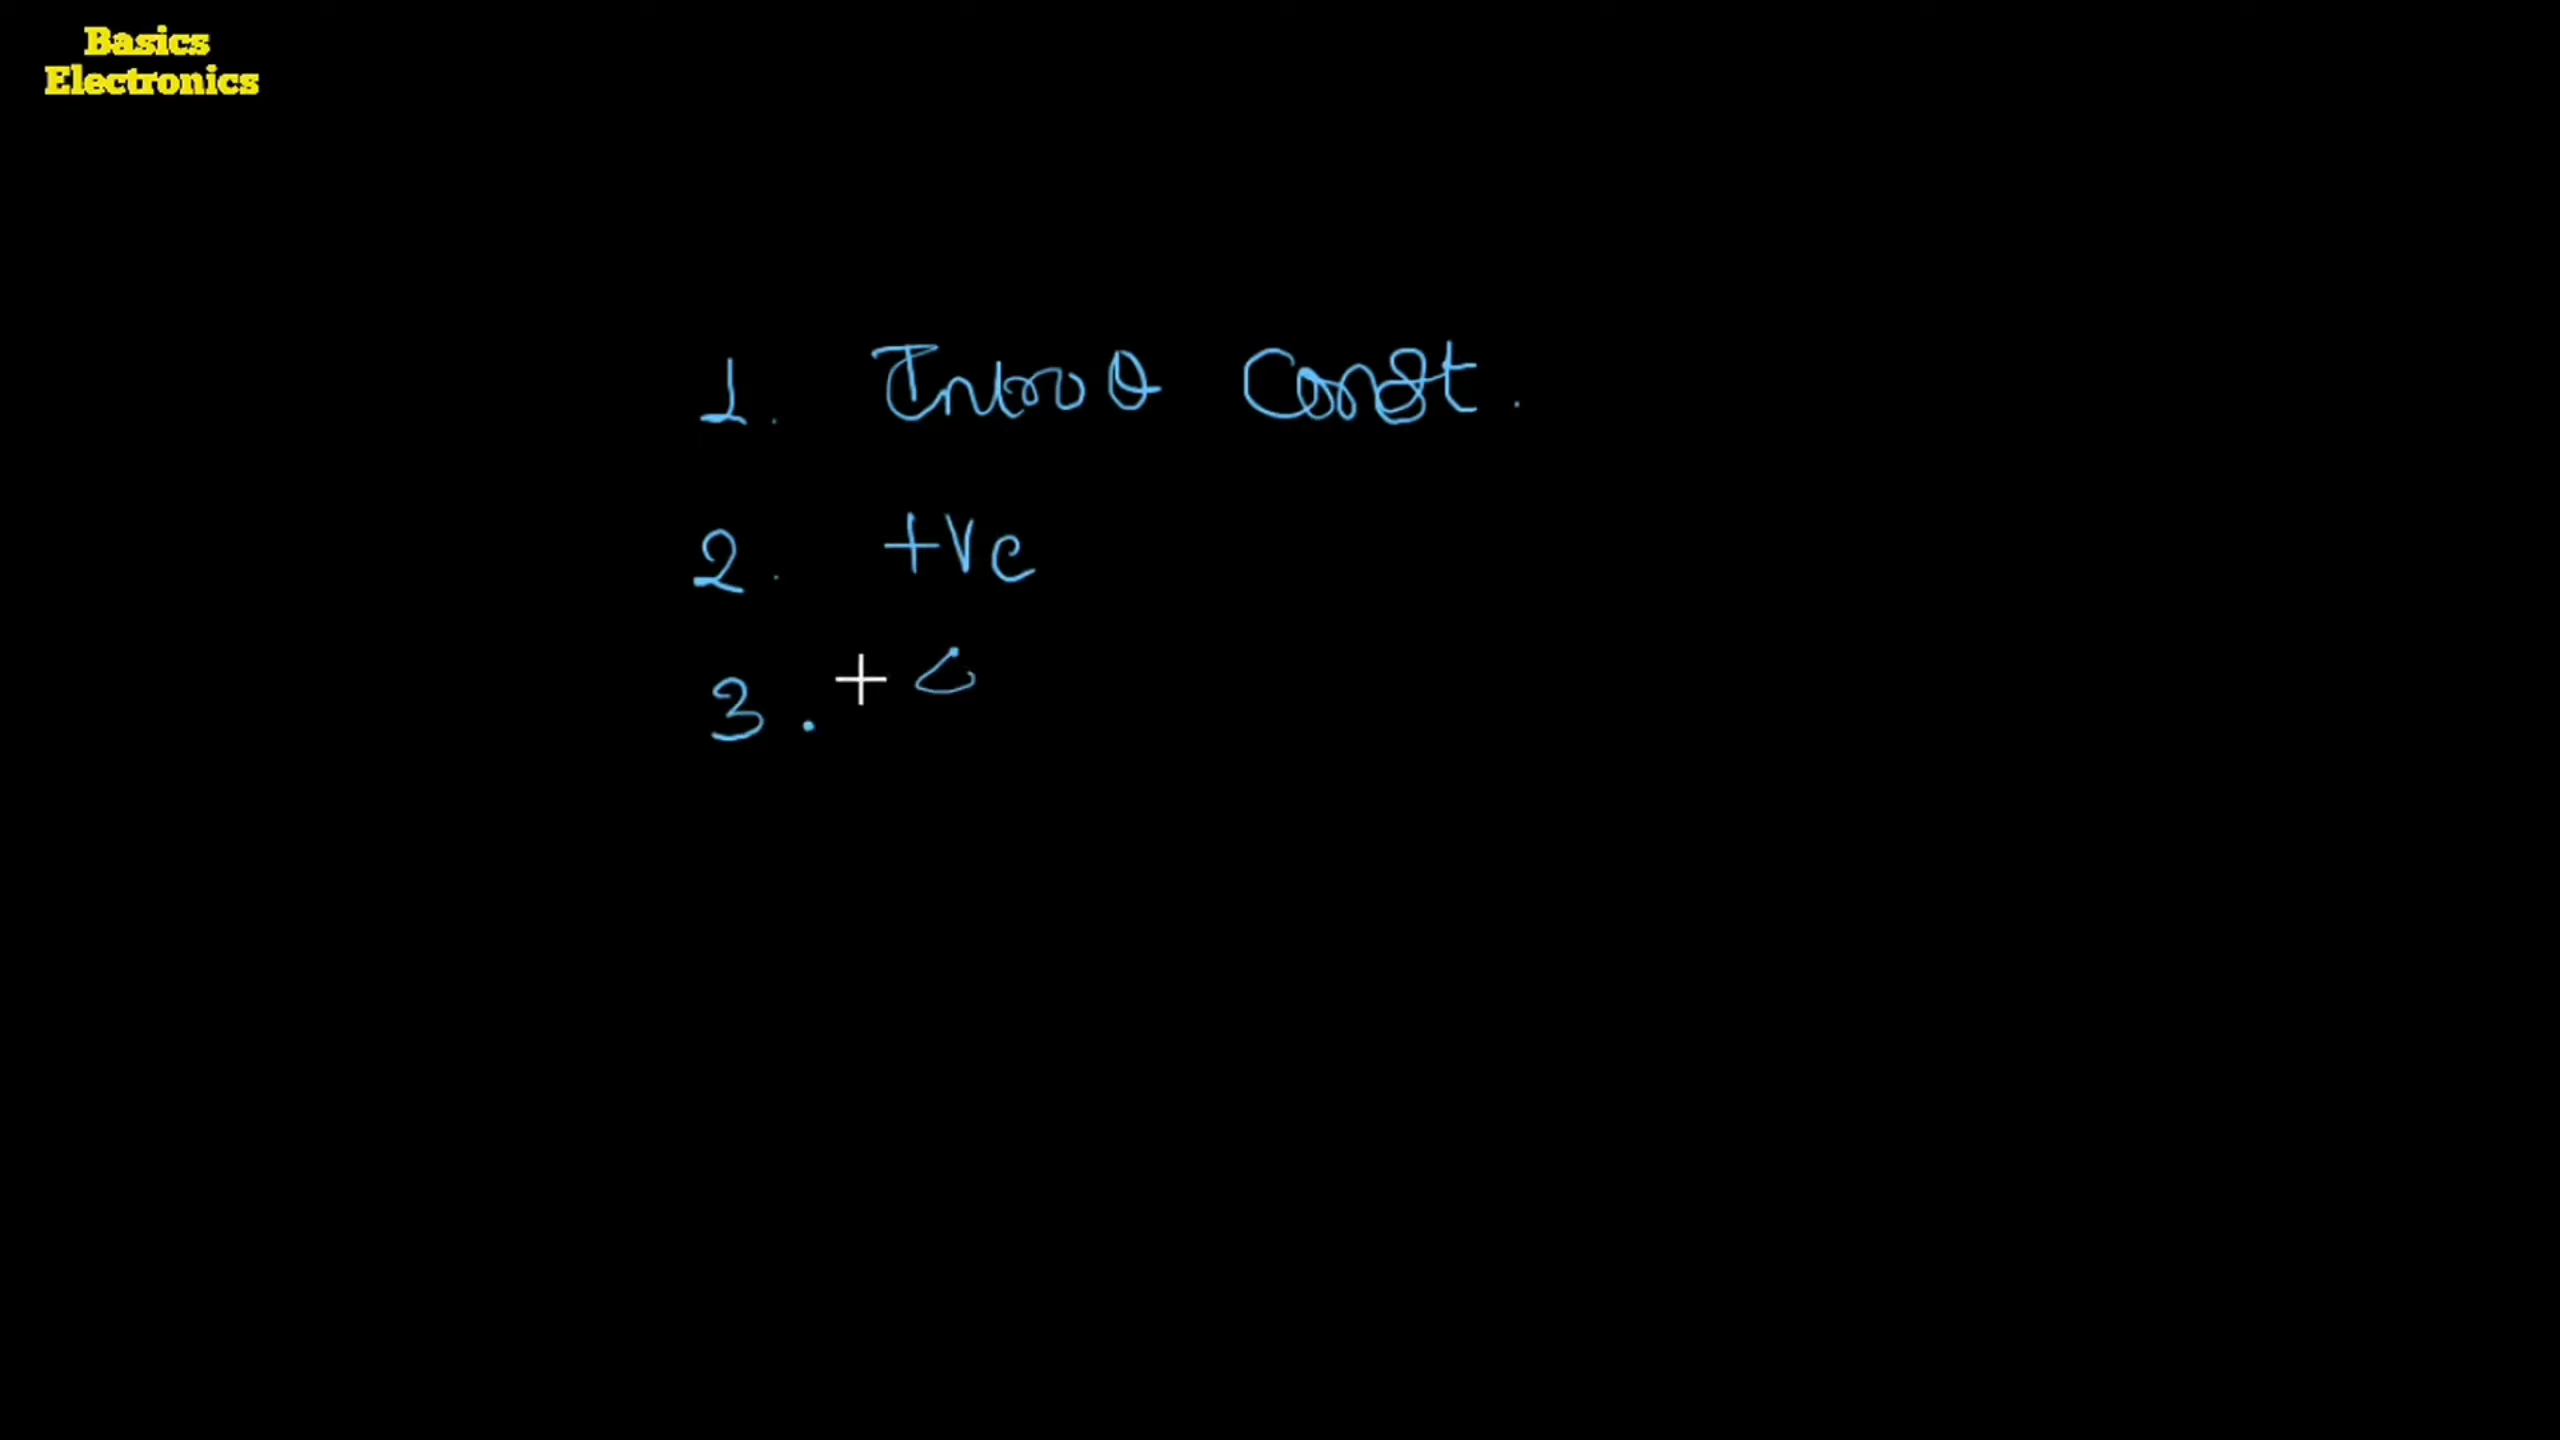 Basics
Electronics
1. Intro & Const.
2. +ve
3.